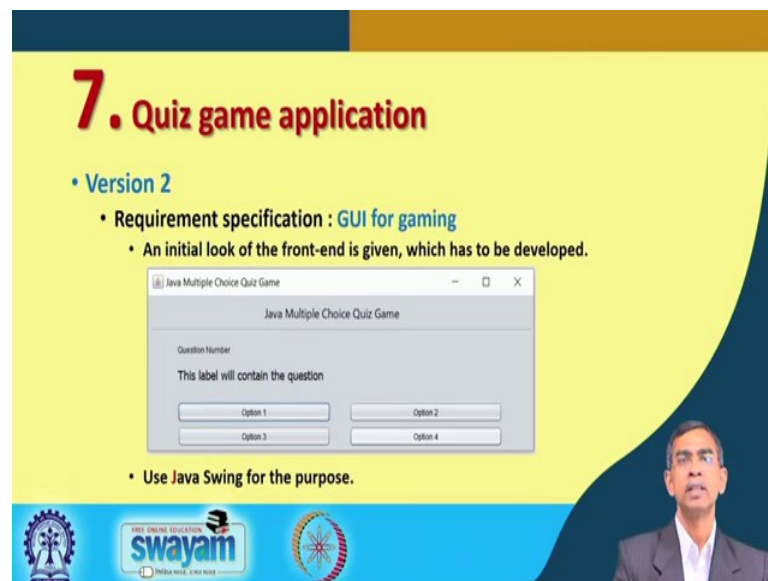 7. Quiz game application
• Version 2
• Requirement specification : GUI for gaming
• An initial look of the front-end is given, which has to be developed.
Java Multiple Choice Quiz Game
Java Multiple Choice Quiz Game
Question Number
This label will contain the question
Option 1 Option 2
Option 3 Option 4
• Use Java Swing for the purpose.
FREE ONLINE EDUCATION
swayam